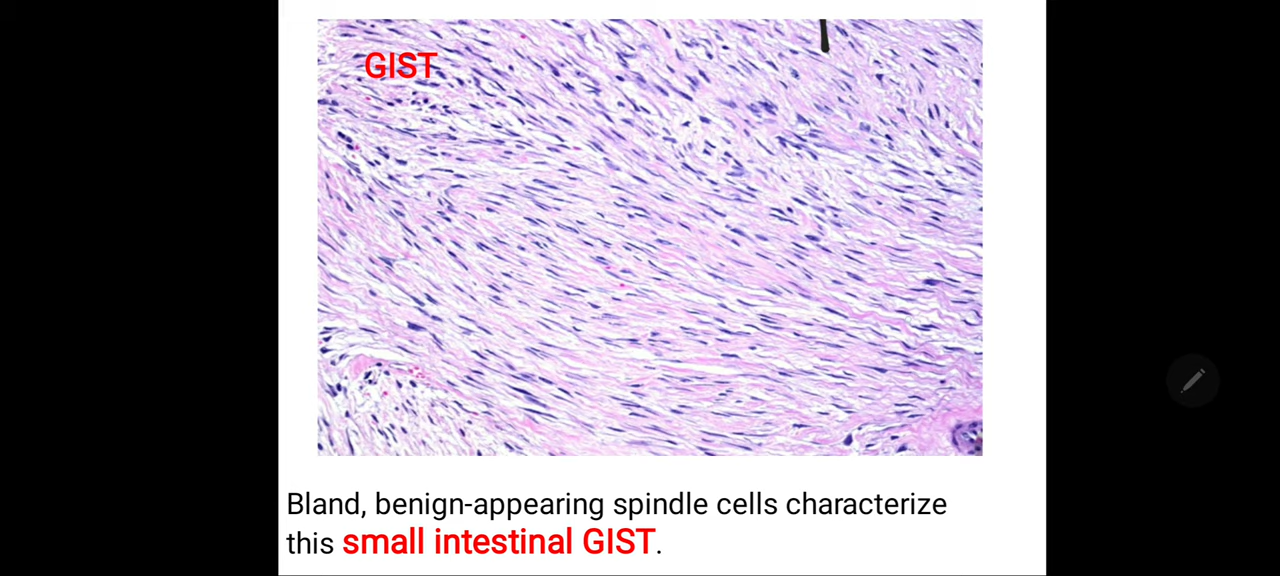 GIST
Bland, benign-appearing spindle cells characterize
this small intestinal GIST.